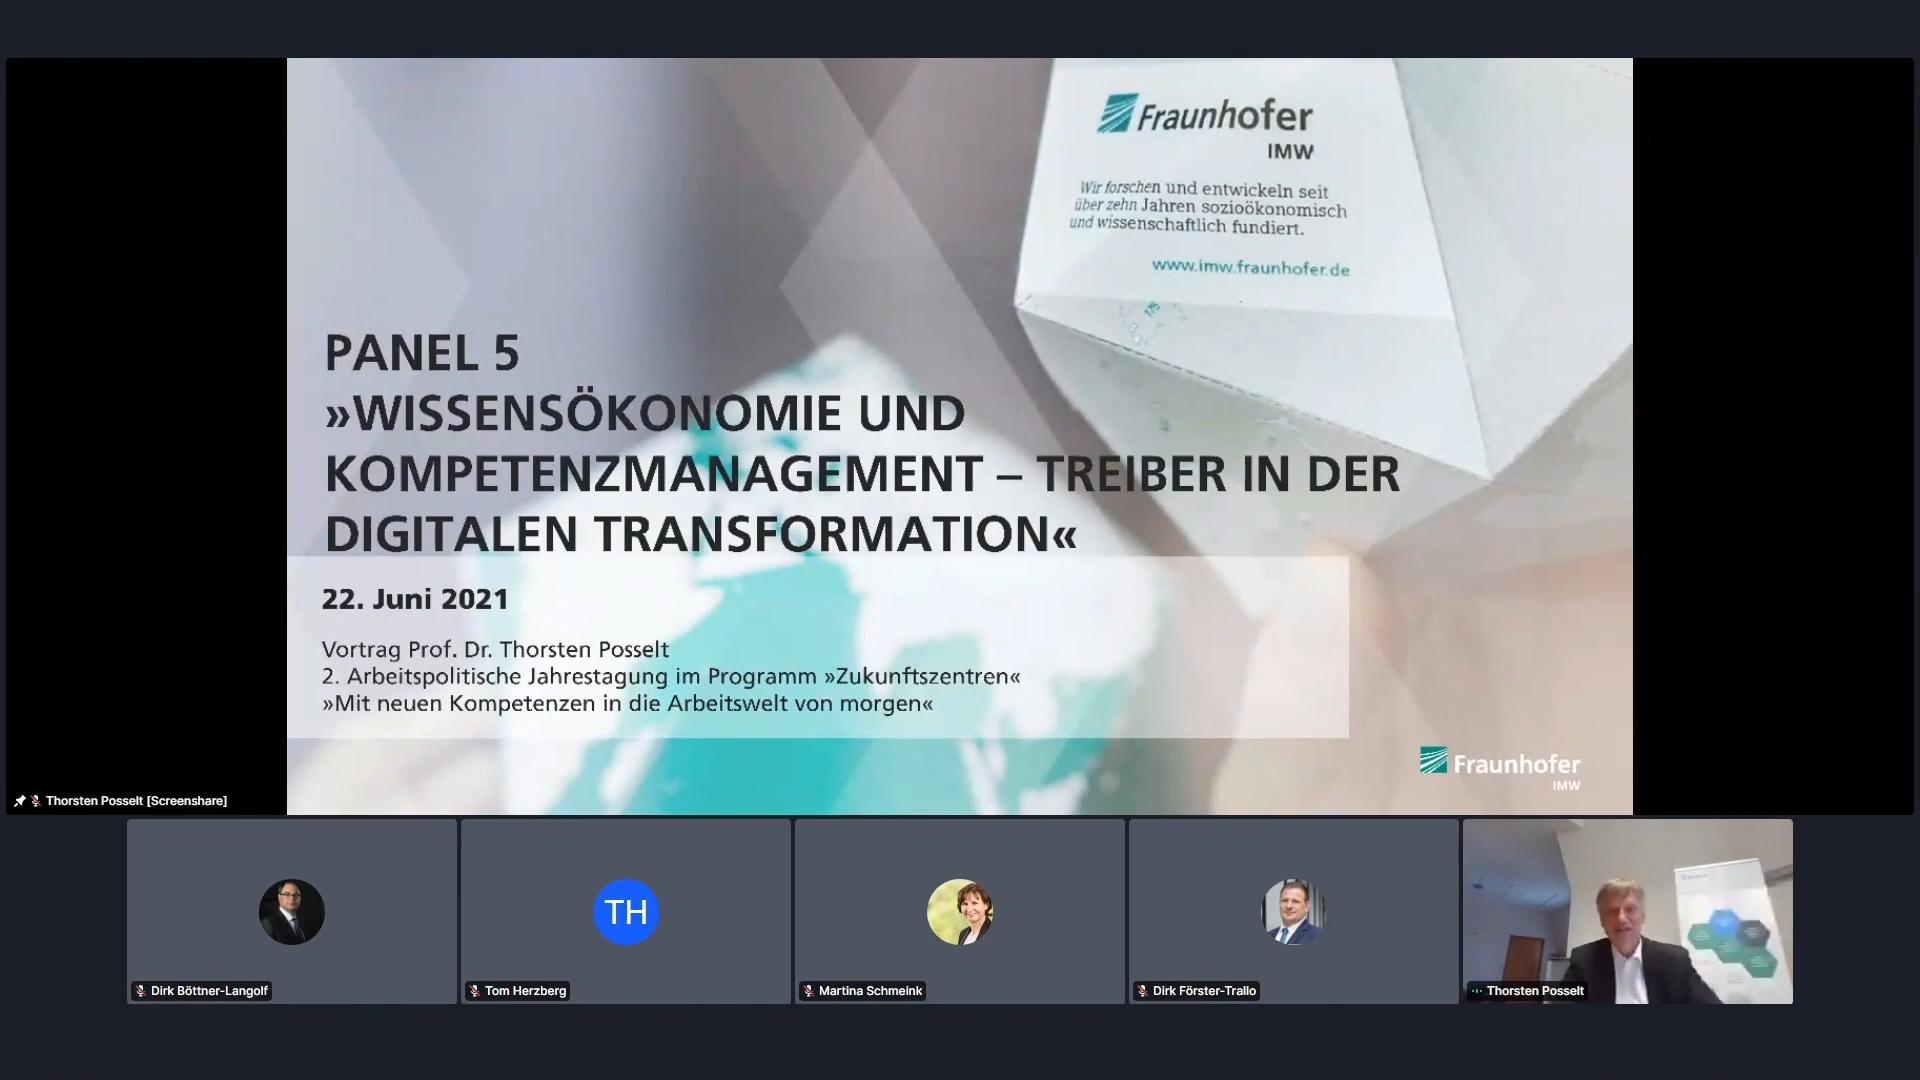 Fraunhofer
IMW
Wir forschen und entwickeln seit
über zehn Jahren sozioökonomisch
und wissenschaftlich fundiert.
www.imw.fraunhofer.de
PANEL 5
»WISSENSÖKONOMIE UND
KOMPETENZMANAGEMENT – TREIBER IN DER
DIGITALEN TRANSFORMATION«
22. Juni 2021
Vortrag Prof. Dr. Thorsten Posselt
2. Arbeitspolitische Jahrestagung im Programm »Zukunftszentren«
»Mit neuen Kompetenzen in die Arbeitswelt von morgen«
Fraunhofer
IMW
Thorsten Posselt [Screenshare]
TH
Dirk Böttner-Langolf
Tom Herzberg
Martina Schmeink
Dirk Förster-Trallo
Thorsten Posselt